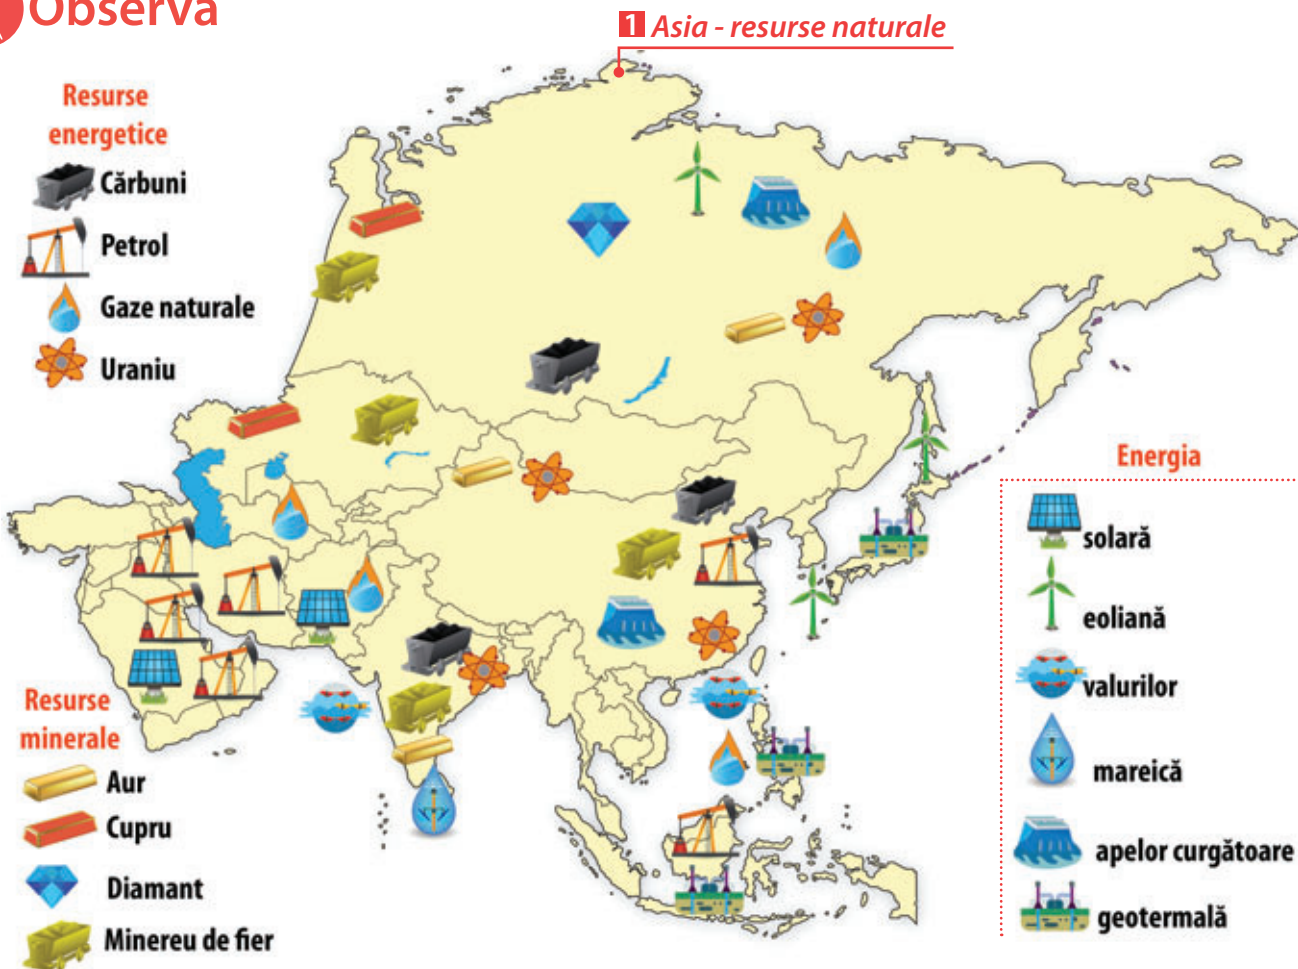 Observă
1 Asia - resurse naturale
Resurse
energetice
Cărbuni
Petrol
Gaze naturale
Uraniu
Resurse
minerale
Aur
Cupru
Diamant
Minereu de fier
Energia
solară
eoliană
valurilor
mareică
apelor curgătoare
geotermală